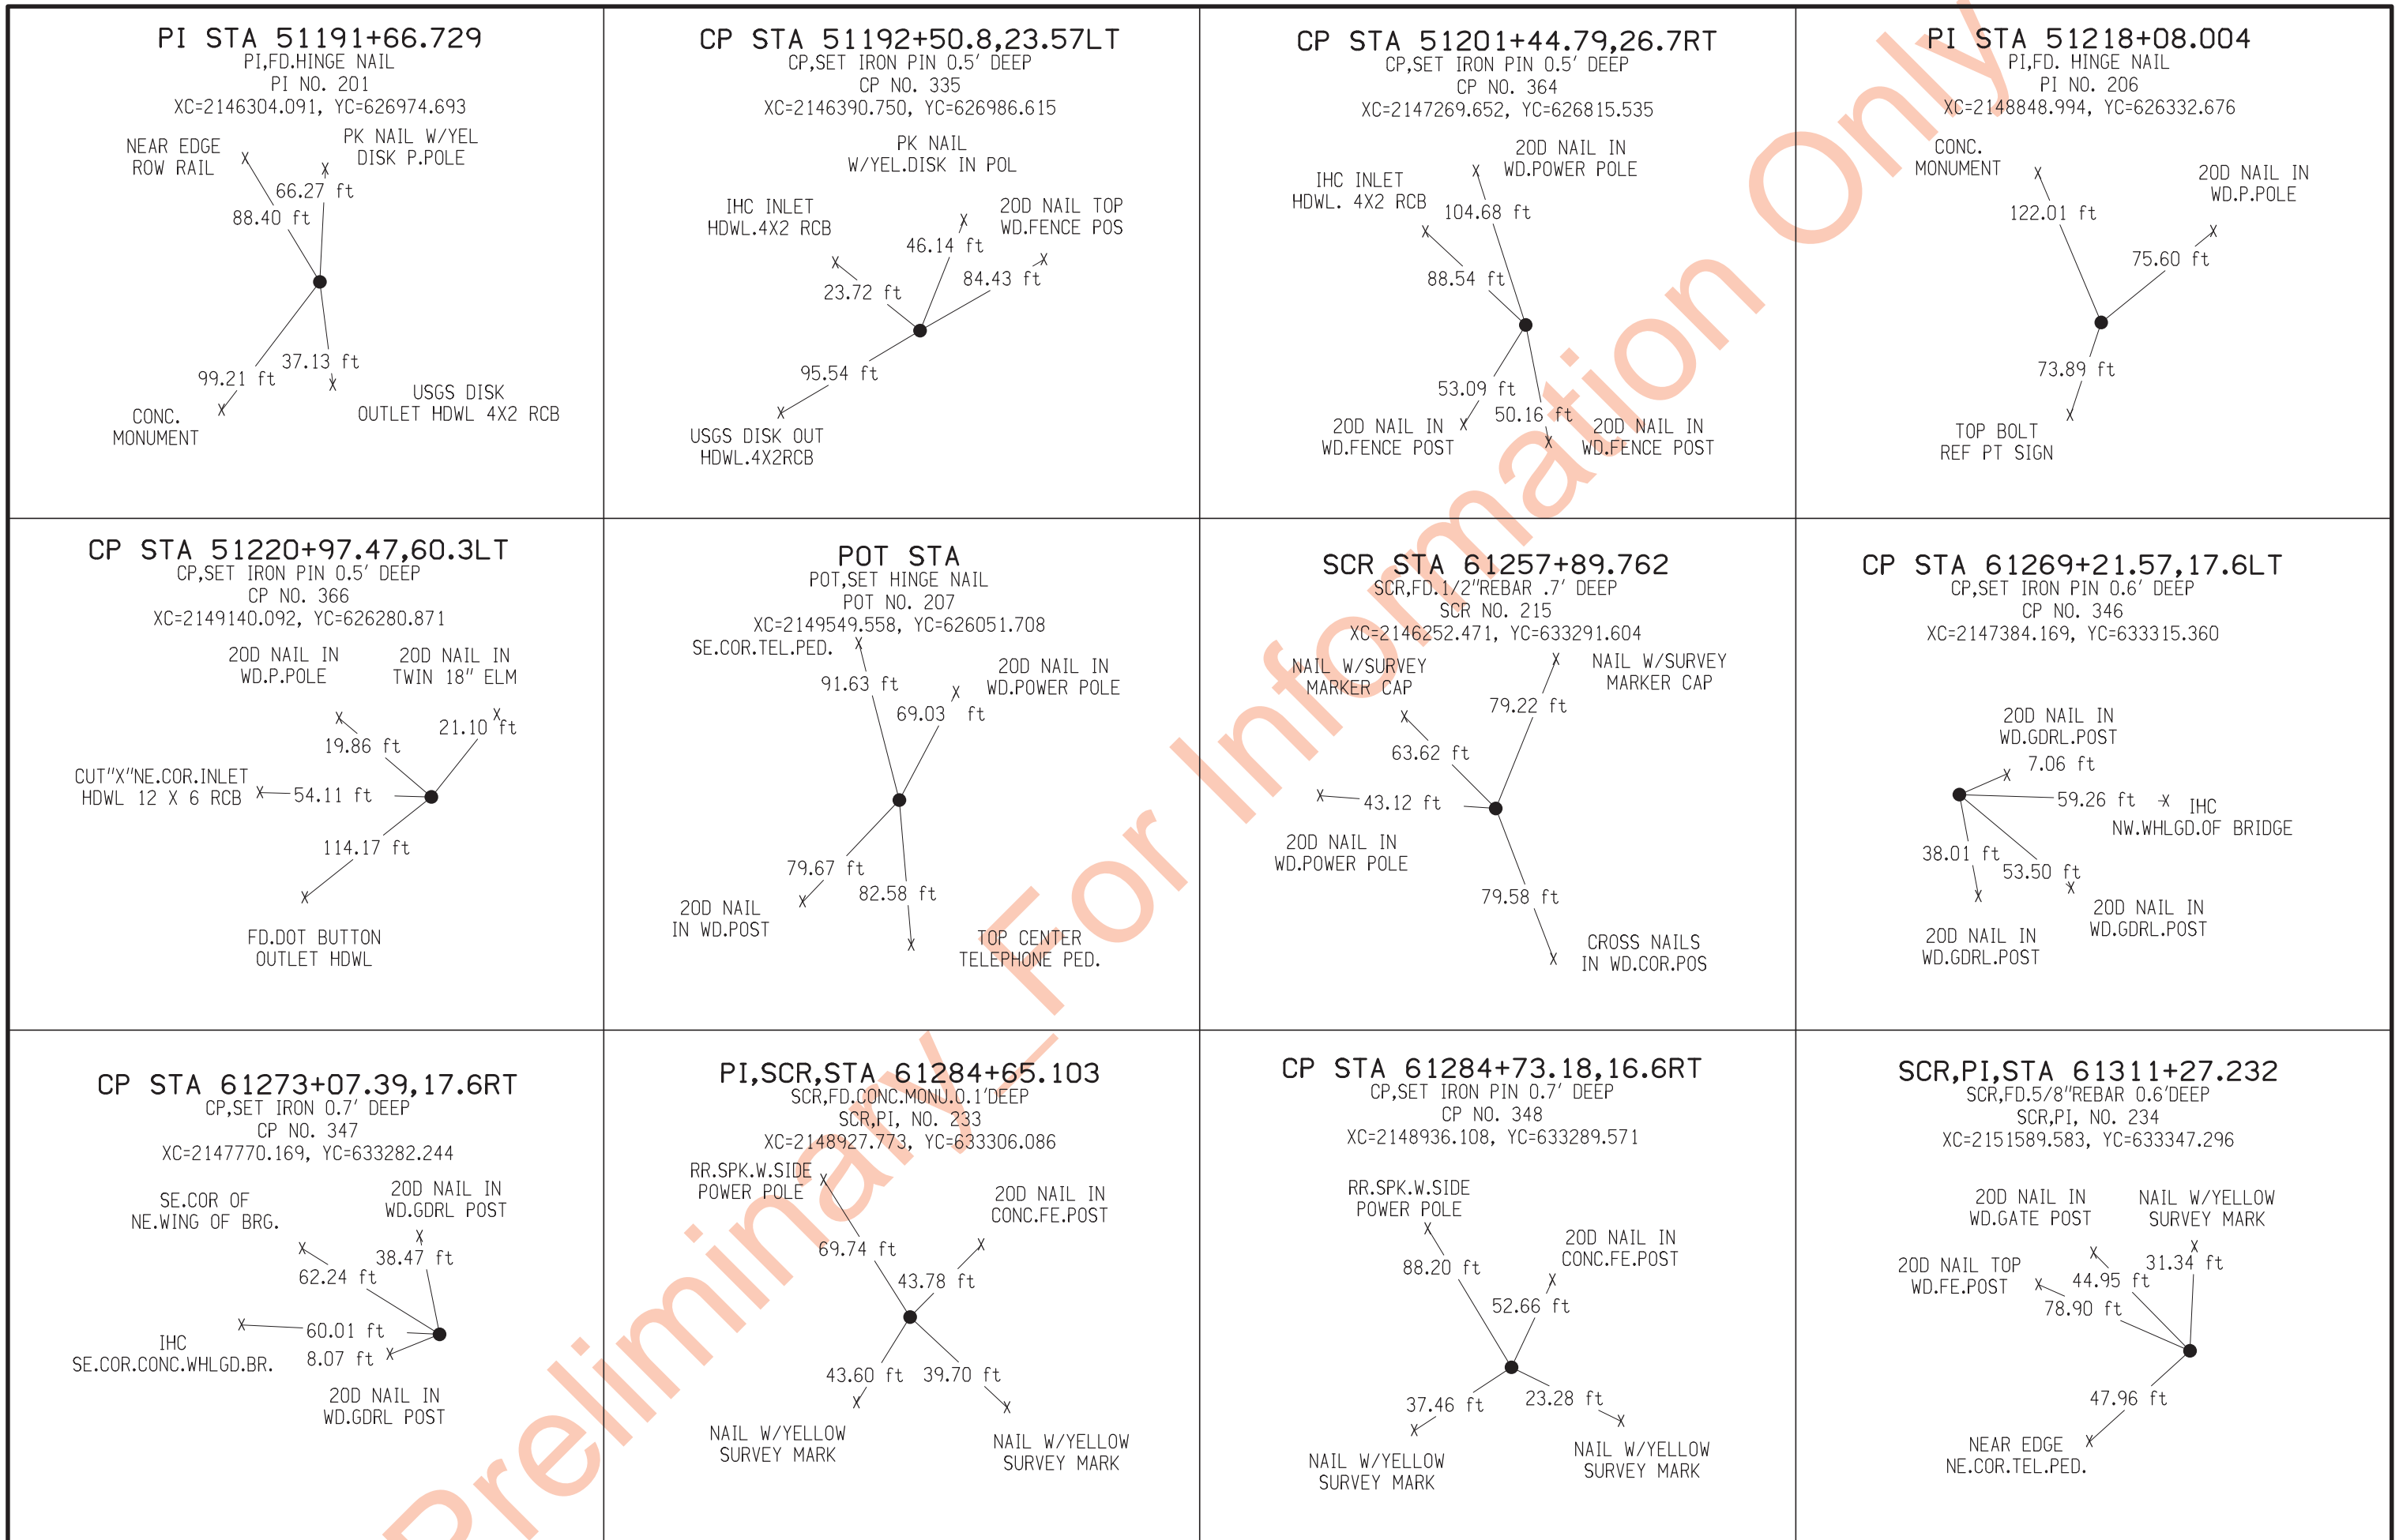 PI STA 51191+66.729
PI,FD.HINGE NAIL
PI NO. 201
XC=2146304.091, YC=626974.693
NEAR EDGE
ROW RAIL
PK NAIL W/YEL
DISK P.POLE
66.27 ft
88.40 ft
37.13 ft
99.21 ft
USGS DISK
OUTLET HDWL 4X2 RCB
CONC.
MONUMENT
CP STA 51192+50.8,23.57LT
CP,SET IRON PIN 0.5' DEEP
CP NO. 335
XC=2146390.750, YC=626986.615
PK NAIL
W/YEL.DISK IN POL
IHC INLET
HDWL.4X2 RCB
20D NAIL TOP
WD.FENCE POS
46.14 ft
84.43 ft
23.72 ft
95.54 ft
USGS DISK OUT
HDWL.4X2RCB
CP STA 51201+44.79,26.7RT
CP,SET IRON PIN 0.5' DEEP
CP NO. 364
XC=2147269.652, YC=626815.535
20D NAIL IN
WD.POWER POLE
IHC INLET
HDWL. 4X2 RCB
104.68 ft
88.54 ft
53.09 ft
50.16 ft
20D NAIL IN
WD.FENCE POST
20D NAIL IN
WD.FENCE POST
PI STA 51218+08.004
PI,FD. HINGE NAIL
PI NO. 206
XC=2148848.994, YC=626332.676
CONC.
MONUMENT
20D NAIL IN
WD.P.POLE
122.01 ft
75.60 ft
73.89 ft
TOP BOLT
REF PT SIGN
CP STA 51220+97.47,60.3LT
CP,SET IRON PIN 0.5' DEEP
CP NO. 366
XC=2149140.092, YC=626280.871
20D NAIL IN
WD.P.POLE
20D NAIL IN
TWIN 18" ELM
21.10 ft
19.86 ft
CUT"X"NE.COR.INLET
HDWL 12 X 6 RCB
54.11 ft
114.17 ft
FD.DOT BUTTON
OUTLET HDWL
POT STA
POT,SET HINGE NAIL
POT NO. 207
XC=2149549.558, YC=626051.708
SE.COR.TEL.PED.
20D NAIL IN
WD.POWER POLE
91.63 ft
69.03 ft
79.67 ft
82.58 ft
20D NAIL
IN WD.POST
TOP CENTER
TELEPHONE PED.
SCR STA 61257+89.762
SCR,FD.1/2"REBAR .7' DEEP
SCR NO. 215
XC=2146252.471, YC=633291.604
NAIL W/SURVEY
MARKER CAP
NAIL W/SURVEY
MARKER CAP
79.22 ft
63.62 ft
43.12 ft
20D NAIL IN
WD.POWER POLE
79.58 ft
CROSS NAILS
IN WD.COR.POS
CP STA 61269+21.57,17.6LT
CP,SET IRON PIN 0.6' DEEP
CP NO. 346
XC=2147384.169, YC=633315.360
20D NAIL IN
WD.GDRL.POST
7.06 ft
59.26 ft
IHC
NW.WHLGD.OF BRIDGE
38.01 ft
53.50 ft
20D NAIL IN
WD.GDRL.POST
20D NAIL IN
WD.GDRL.POST
CP STA 61273+07.39,17.6RT
CP,SET IRON 0.7' DEEP
CP NO. 347
XC=2147770.169, YC=633282.244
SE.COR OF
NE.WING OF BRG.
20D NAIL IN
WD.GDRL POST
38.47 ft
62.24 ft
60.01 ft
IHC
SE.COR.CONC.WHLGD.BR.
8.07 ft
20D NAIL IN
WD.GDRL POST
PI,SCR,STA 61284+65.103
SCR,FD.CONC.MONU.0.1'DEEP
SCR,PI, NO. 233
XC=2148927.773, YC=633306.086
RR.SPK.W.SIDE
POWER POLE
20D NAIL IN
CONC.FE.POST
69.74 ft
43.78 ft
43.60 ft
39.70 ft
NAIL W/YELLOW
SURVEY MARK
NAIL W/YELLOW
SURVEY MARK
CP STA 61284+73.18,16.6RT
CP,SET IRON PIN 0.7' DEEP
CP NO. 348
XC=2148936.108, YC=633289.571
RR.SPK.W.SIDE
POWER POLE
20D NAIL IN
CONC.FE.POST
88.20 ft
52.66 ft
37.46 ft
23.28 ft
NAIL W/YELLOW
SURVEY MARK
NAIL W/YELLOW
SURVEY MARK
SCR,PI,STA 61311+27.232
SCR,FD.5/8"REBAR 0.6'DEEP
SCR,PI, NO. 234
XC=2151589.583, YC=633347.296
20D NAIL IN
WD.GATE POST
NAIL W/YELLOW
SURVEY MARK
20D NAIL TOP
WD.FE.POST
31.34 ft
44.95 ft
78.90 ft
47.96 ft
NEAR EDGE
NE.COR.TEL.PED.
Preliminary_For Information Only